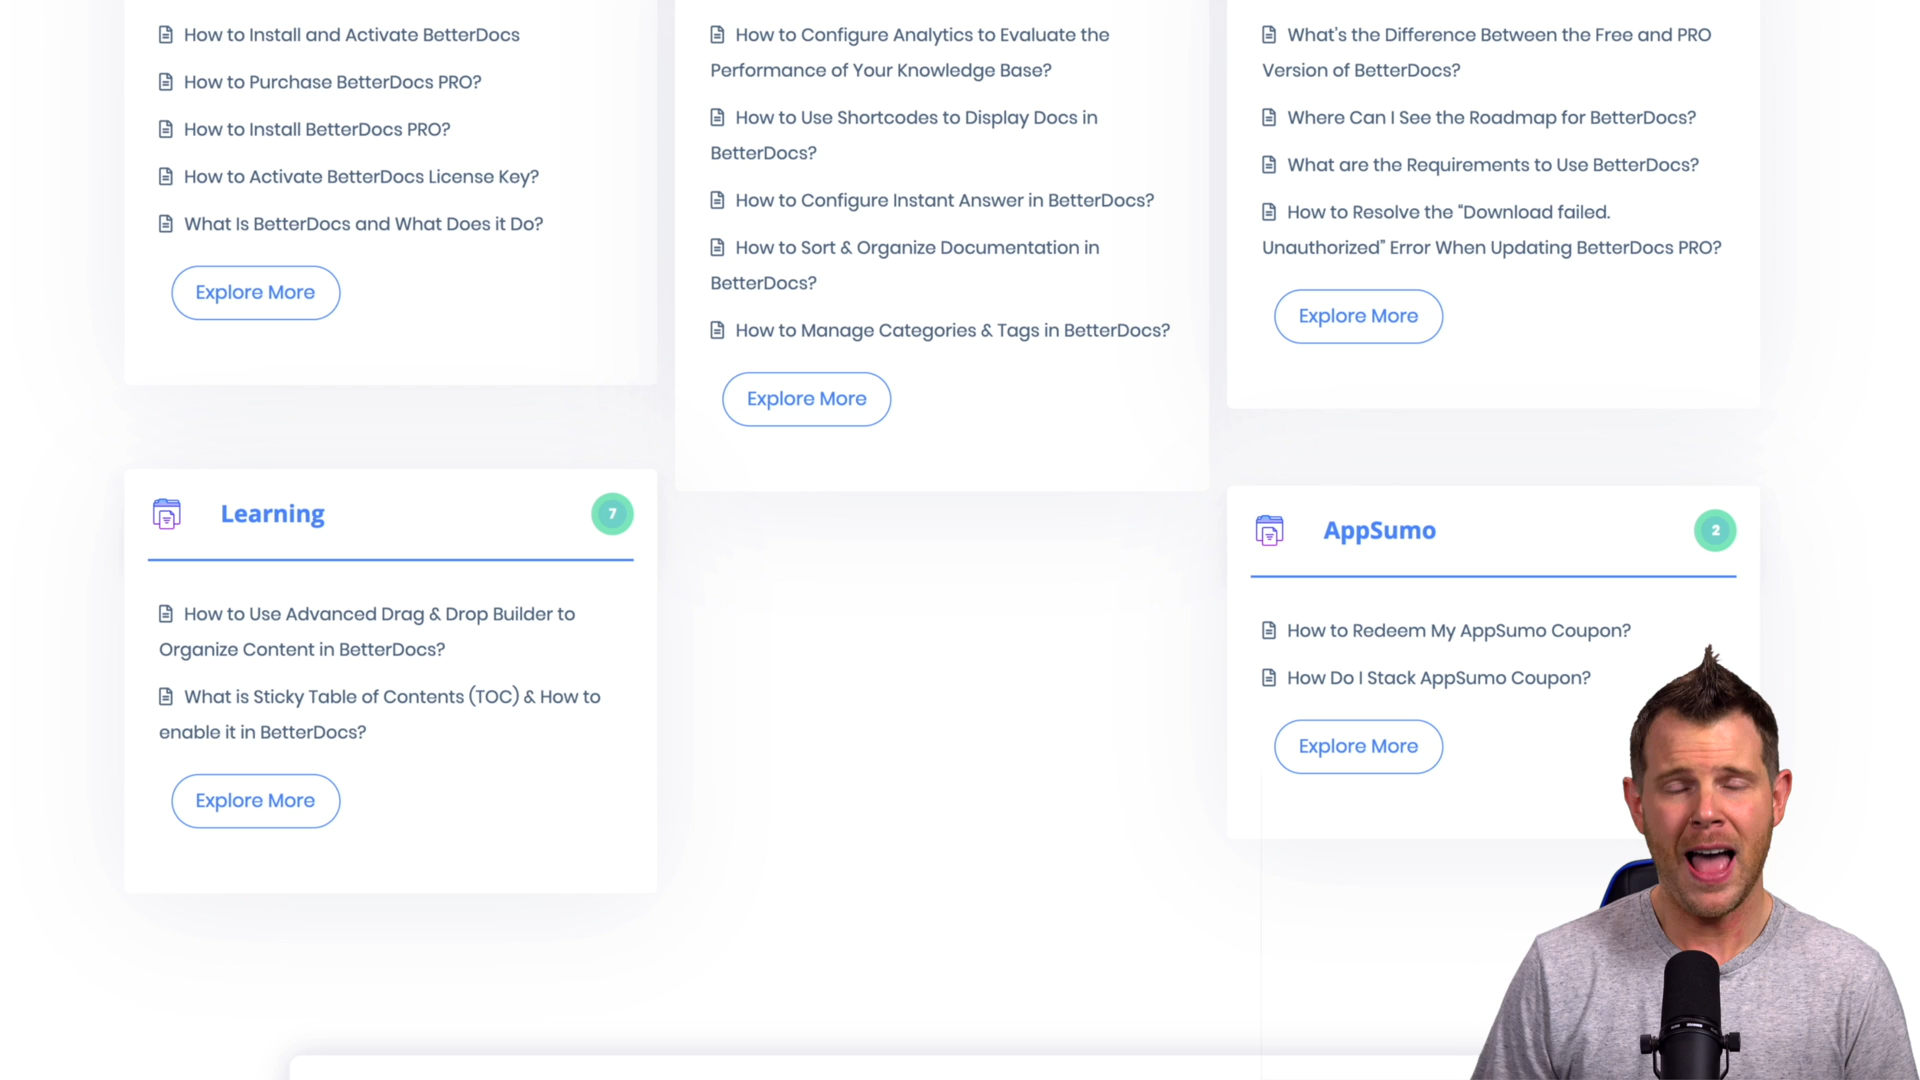 How to Install and Activate BetterDocs
How to Purchase BetterDocs PRO?
How to Install BetterDocs PRO?
How to Activate BetterDocs License Key?
What Is BetterDocs and What Does it Do?
Explore More
How to Configure Analytics to Evaluate the
Performance of Your Knowledge Base?
How to Use Shortcodes to Display Docs in
BetterDocs?
How to Configure Instant Answer in BetterDocs?
How to Sort & Organize Documentation in
BetterDocs?
How to Manage Categories & Tags in BetterDocs?
Explore More
What's the Difference Between the Free and PRO
Version of BetterDocs?
Where Can I See the Roadmap for BetterDocs?
What are the Requirements to Use BetterDocs?
How to Resolve the “Download failed.
Unauthorized” Error When Updating BetterDocs PRO?
Explore More
Learning 7
How to Use Advanced Drag & Drop Builder to
Organize Content in BetterDocs?
What is Sticky Table of Contents (TOC) & How to
enable it in BetterDocs?
Explore More
AppSumo 2
How to Redeem My AppSumo Coupon?
How Do I Stack AppSumo Coupon?
Explore More